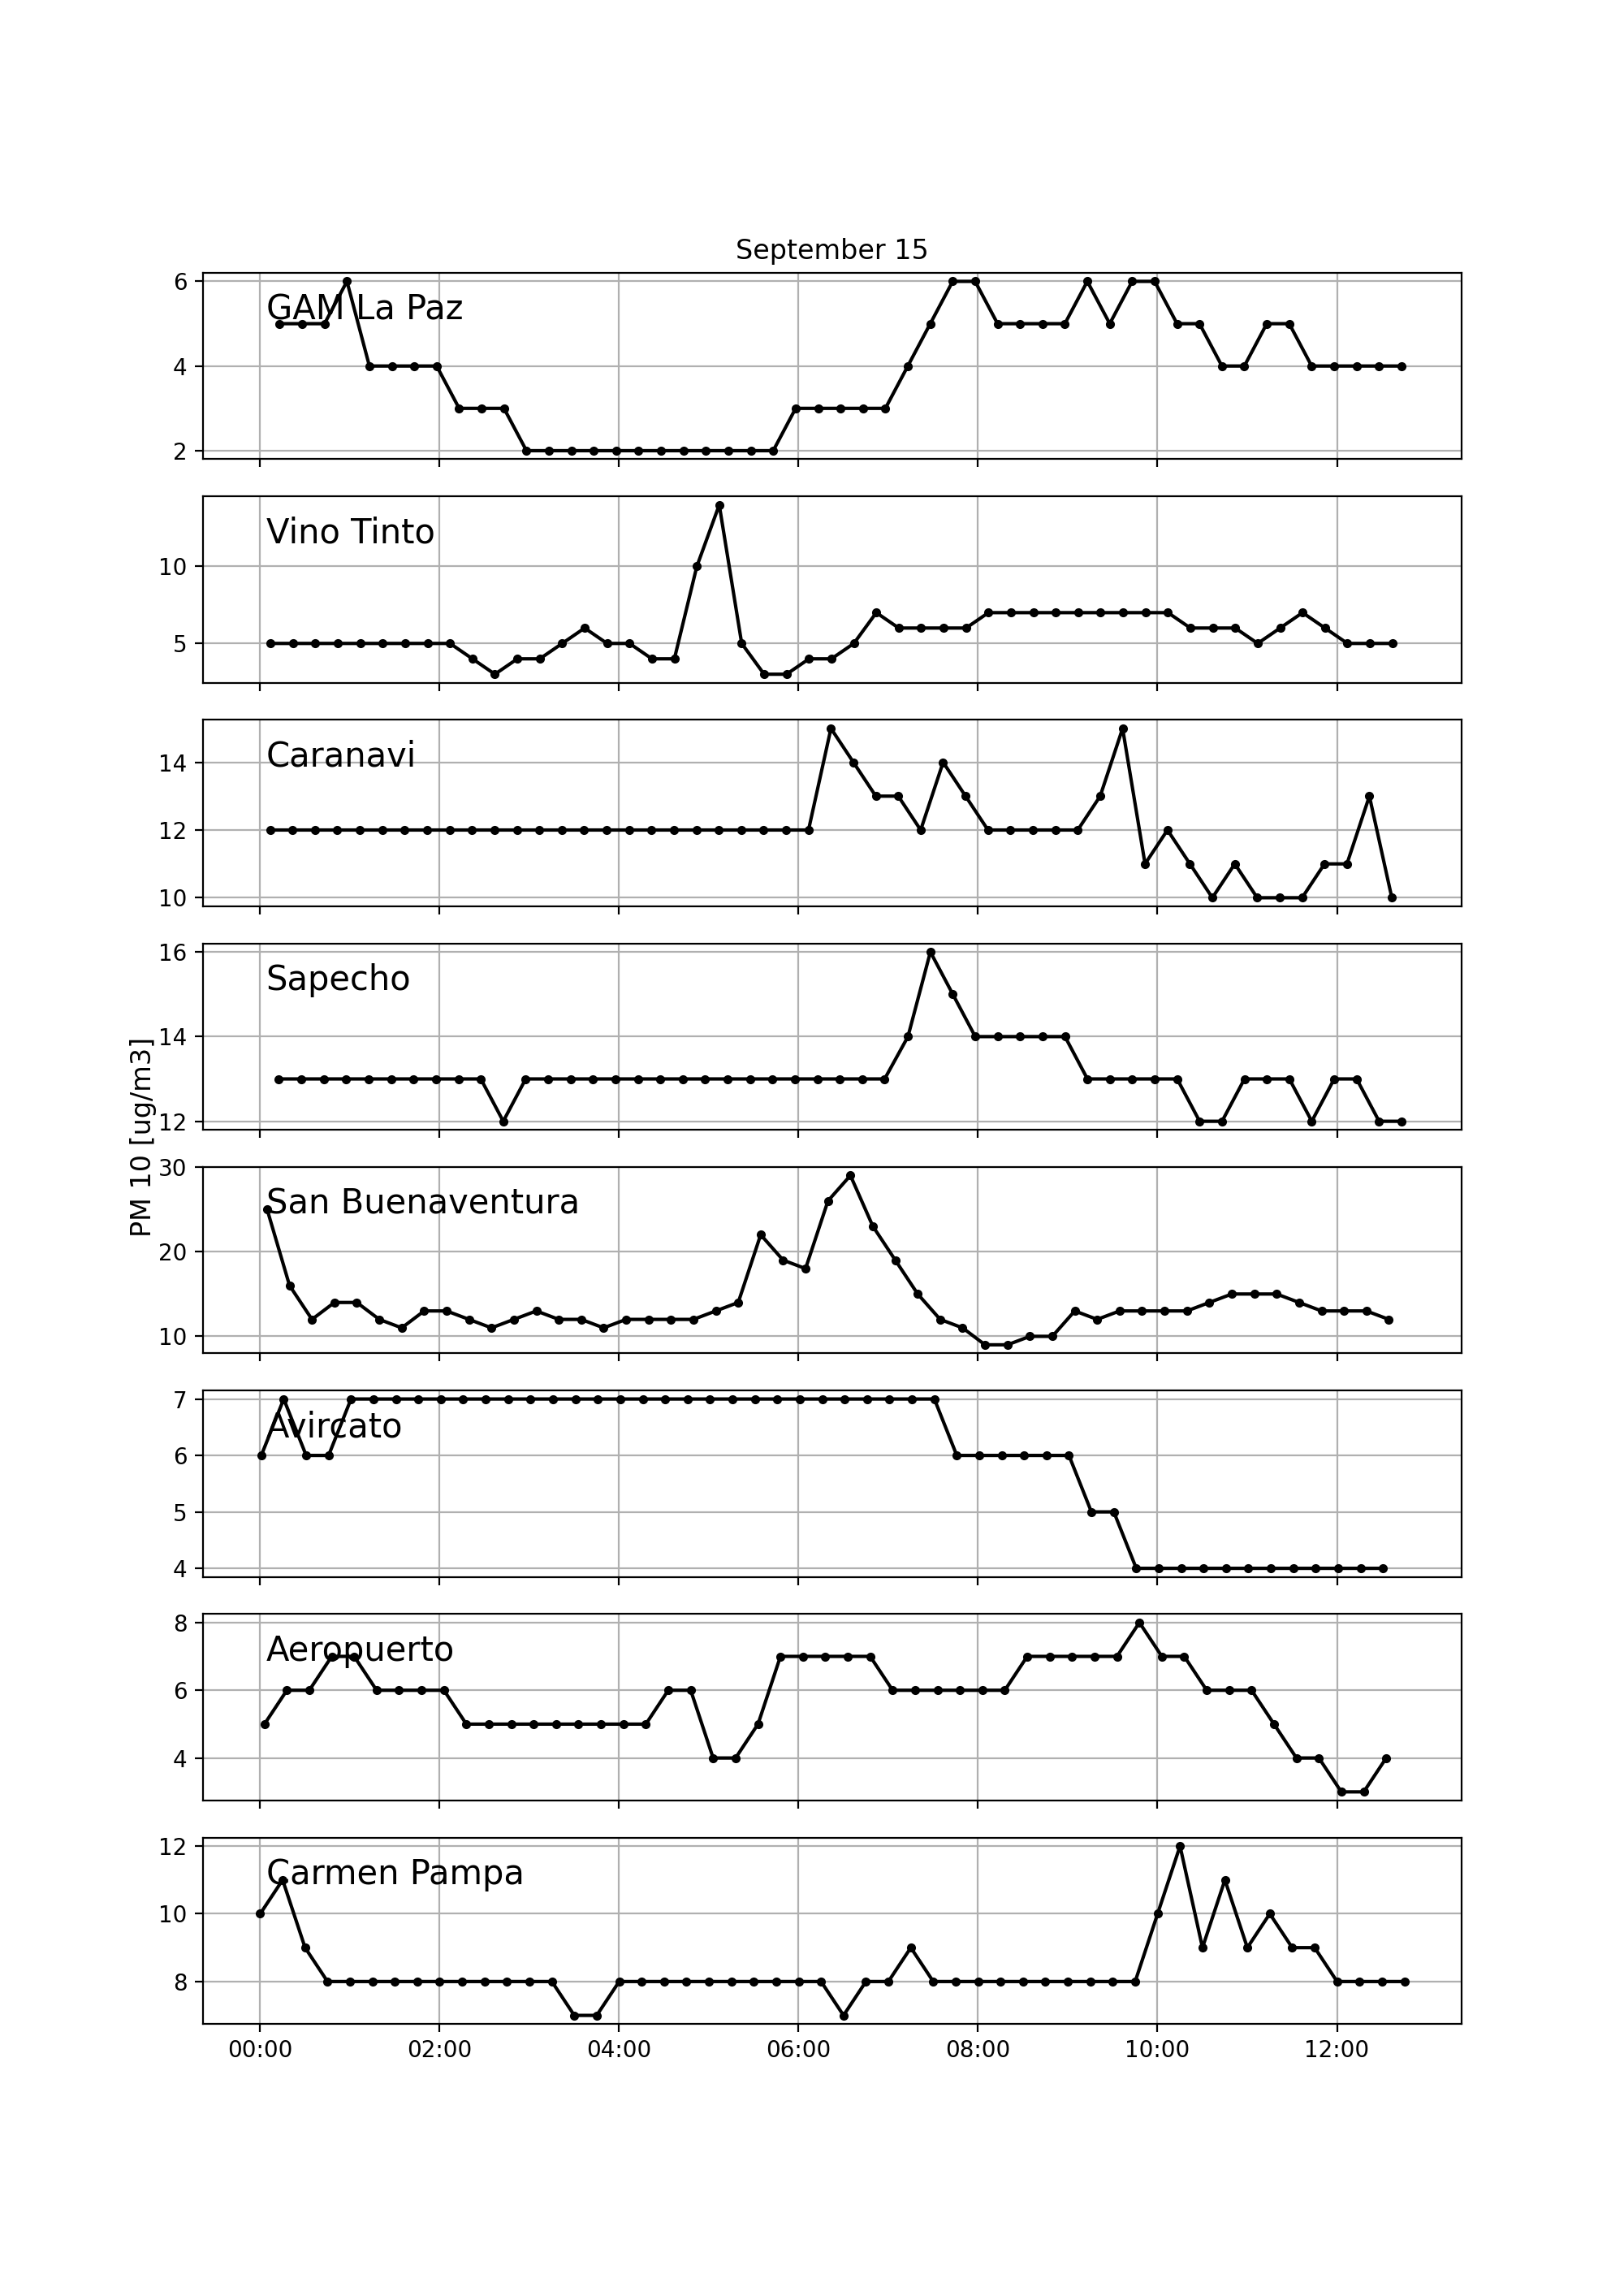 September 15
6
GAM La Paz
4
2
Vino Tinto
10
5
Caranavi
14
12
10
16
Sapecho
14
12
PM 10 [ug/m3]
30
San Buenaventura
20
10
7
Avircato
6
5
4
8
Aeropuerto
6
4
12
Carmen Pampa
10
8
00:00 02:00 04:00 06:00 08:00 10:00 12:00